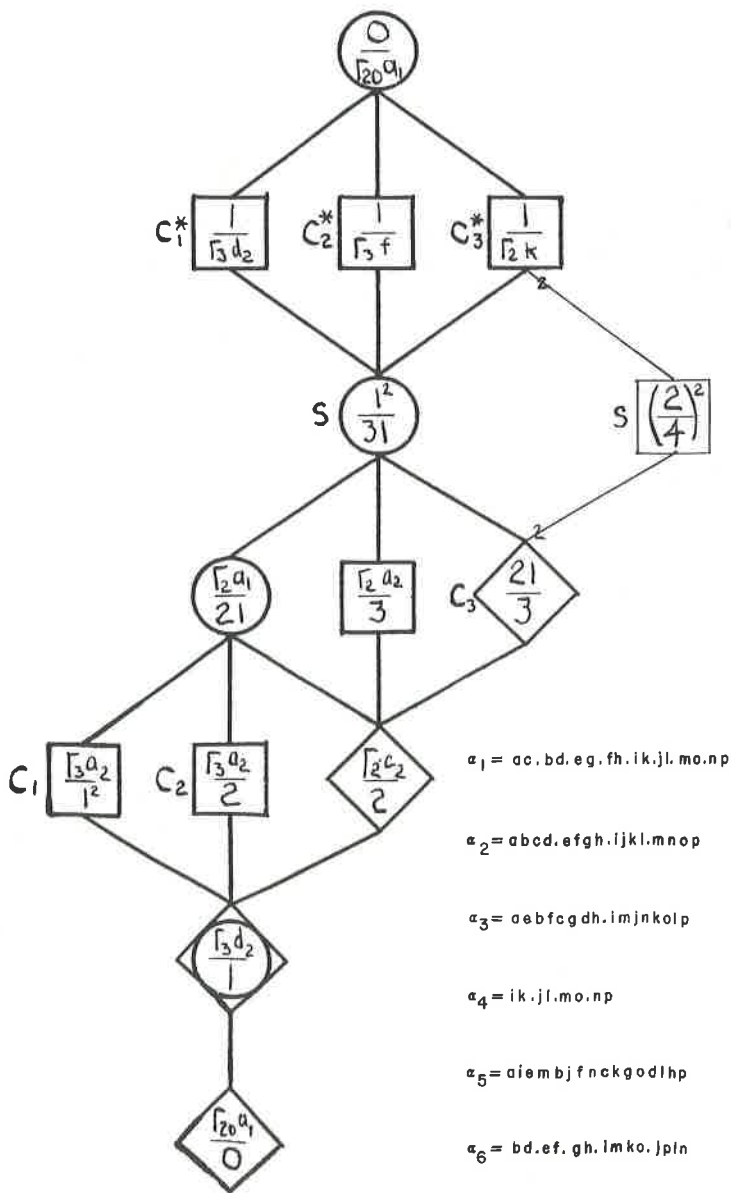 0
Γ20a1
C1* 1 C2* 1 C3* 1
Γ3d2 Γ3f Γ2k
2
S 1² S (2/4)²
31
2
Γ2a1 Γ2a2 C3 21
21 3 3
C1 Γ3a2 C2 Γ3a2 Γ2c2
1² 2 2
α1= ac.bd.eg.fh.ik.jl.mo.np
α2= abcd.efgh.ijkl.mnop
α3= aebfcgdh.imjnkolp
Γ3d2
1
α4= ik.jl.mo.np
α5= aiembjfnckgodlhp
Γ20a1
0
α6= bd.ef.gh.imko.jpln